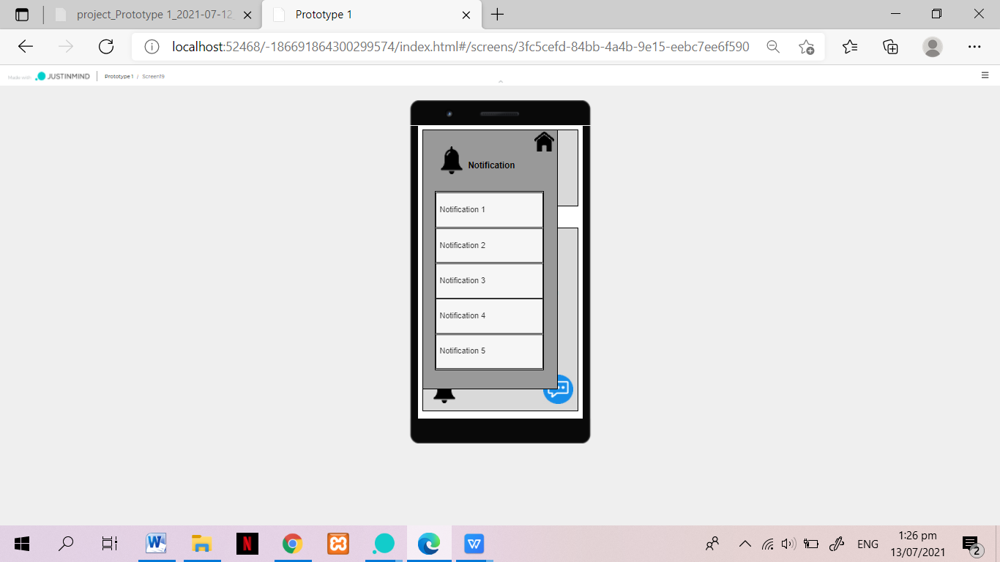 project_Prototype 1_2021-07-12
Prototype 1
localhost:52468/-186691864300299574/index.html#/screens/3fc5cefd-84bb-4a4b-9e15-eebc7ee6f590
Made with JUSTINMIND Prototype 1 / Screen19
Notification
Notification 1
Notification 2
Notification 3
Notification 4
Notification 5
ENG
1:26 pm
13/07/2021
2